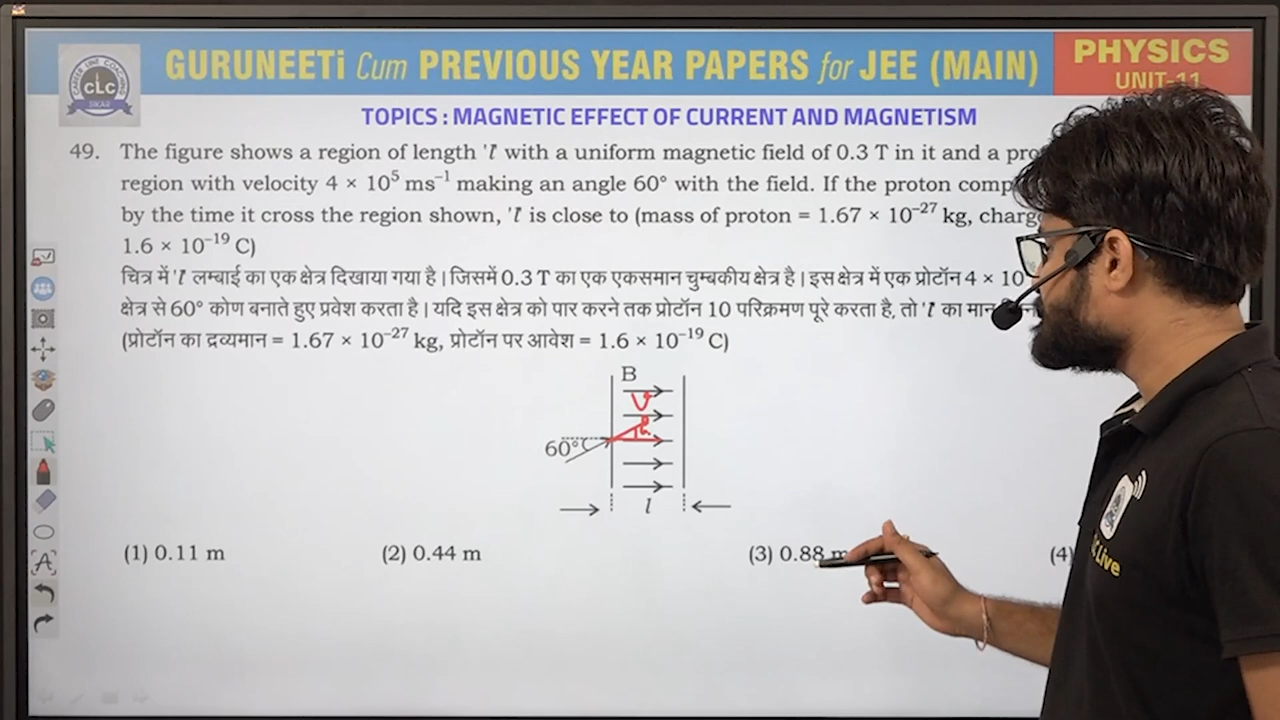 GURUNEETi Cum PREVIOUS YEAR PAPERS for JEE (MAIN)
PHYSICS
UNIT-11
CLC
SIKAR
TOPICS : MAGNETIC EFFECT OF CURRENT AND MAGNETISM
49. The figure shows a region of length 'l' with a uniform magnetic field of 0.3 T in it and a
region with velocity 4 × 10⁵ ms⁻¹ making an angle 60° with the field. If the proton
by the time it cross the region shown, 'l' is close to (mass of proton = 1.67 × 10⁻²⁷ kg,
1.6 × 10⁻¹⁹ C)
चित्र में 'l' लम्बाई का एक क्षेत्र दिखाया गया है। जिसमें 0.3 T का एक एकसमान चुम्बकीय क्षेत्र है। इस क्षेत्र में एक प्रोटॉन 4 × 10
क्षेत्र से 60° कोण बनाते हुए प्रवेश करता है। यदि इस क्षेत्र को पार करने तक प्रोटॉन 10 परिक्रमण पूरे करता है, तो 'l' का मान
(प्रोटॉन का द्रव्यमान = 1.67 × 10⁻²⁷ kg, प्रोटॉन पर आवेश = 1.6 × 10⁻¹⁹ C)
B
V
60°
l
(1) 0.11 m (2) 0.44 m (3) 0.88 (4)
Live